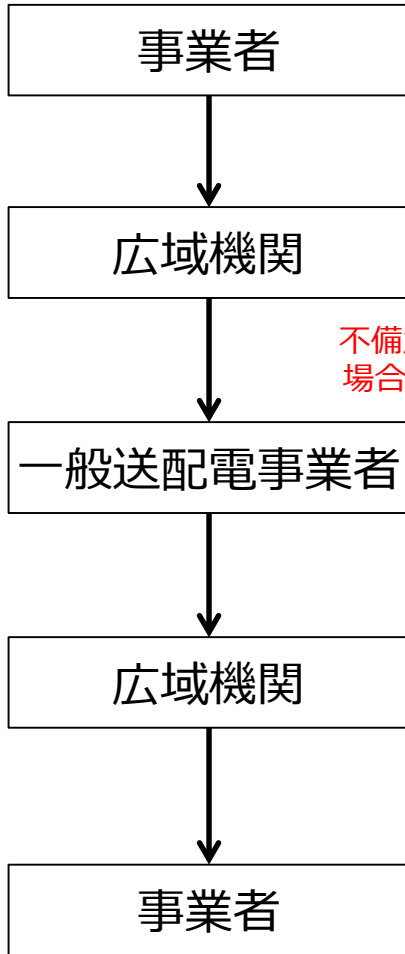 事業者
広域機関
不備
場合
一般送配電事業者
広域機関
事業者